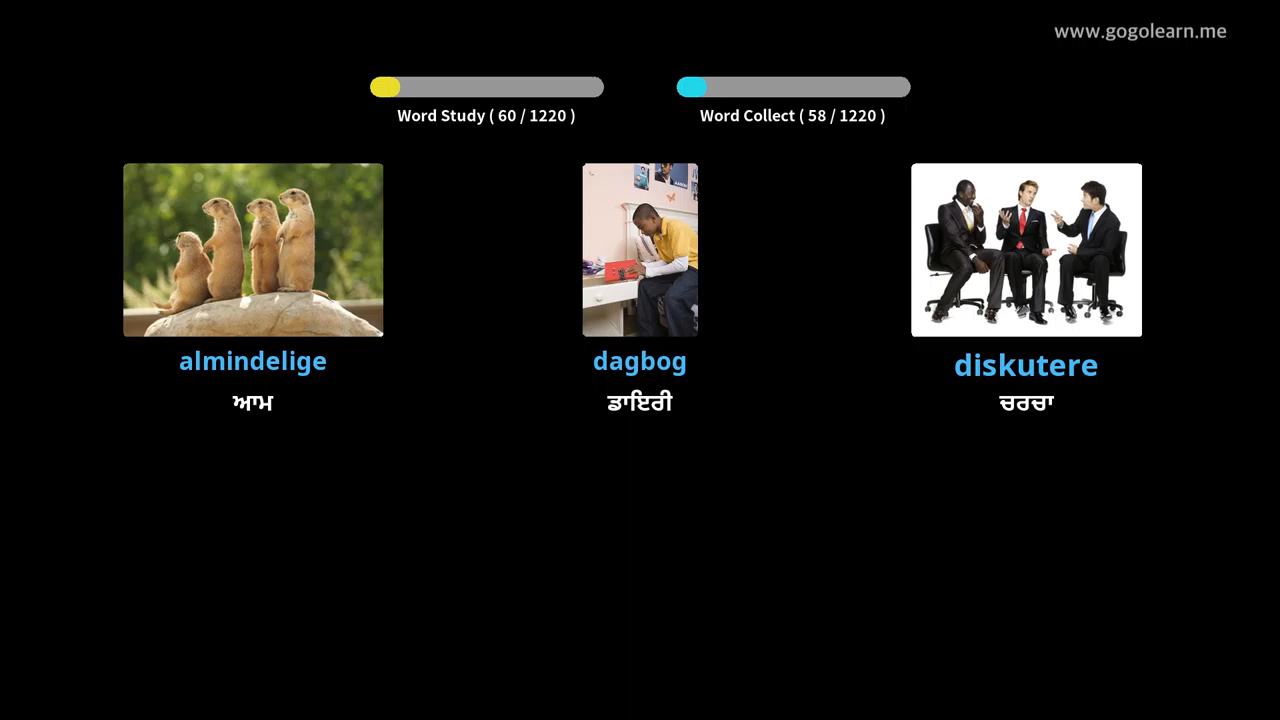 www.gogolearn.me
Word Study ( 60 / 1220 )
Word Collect ( 58 / 1220 )
almindelige
ਆਮ
dagbog
ਡਾਇਰੀ
diskutere
ਚਰਚਾ